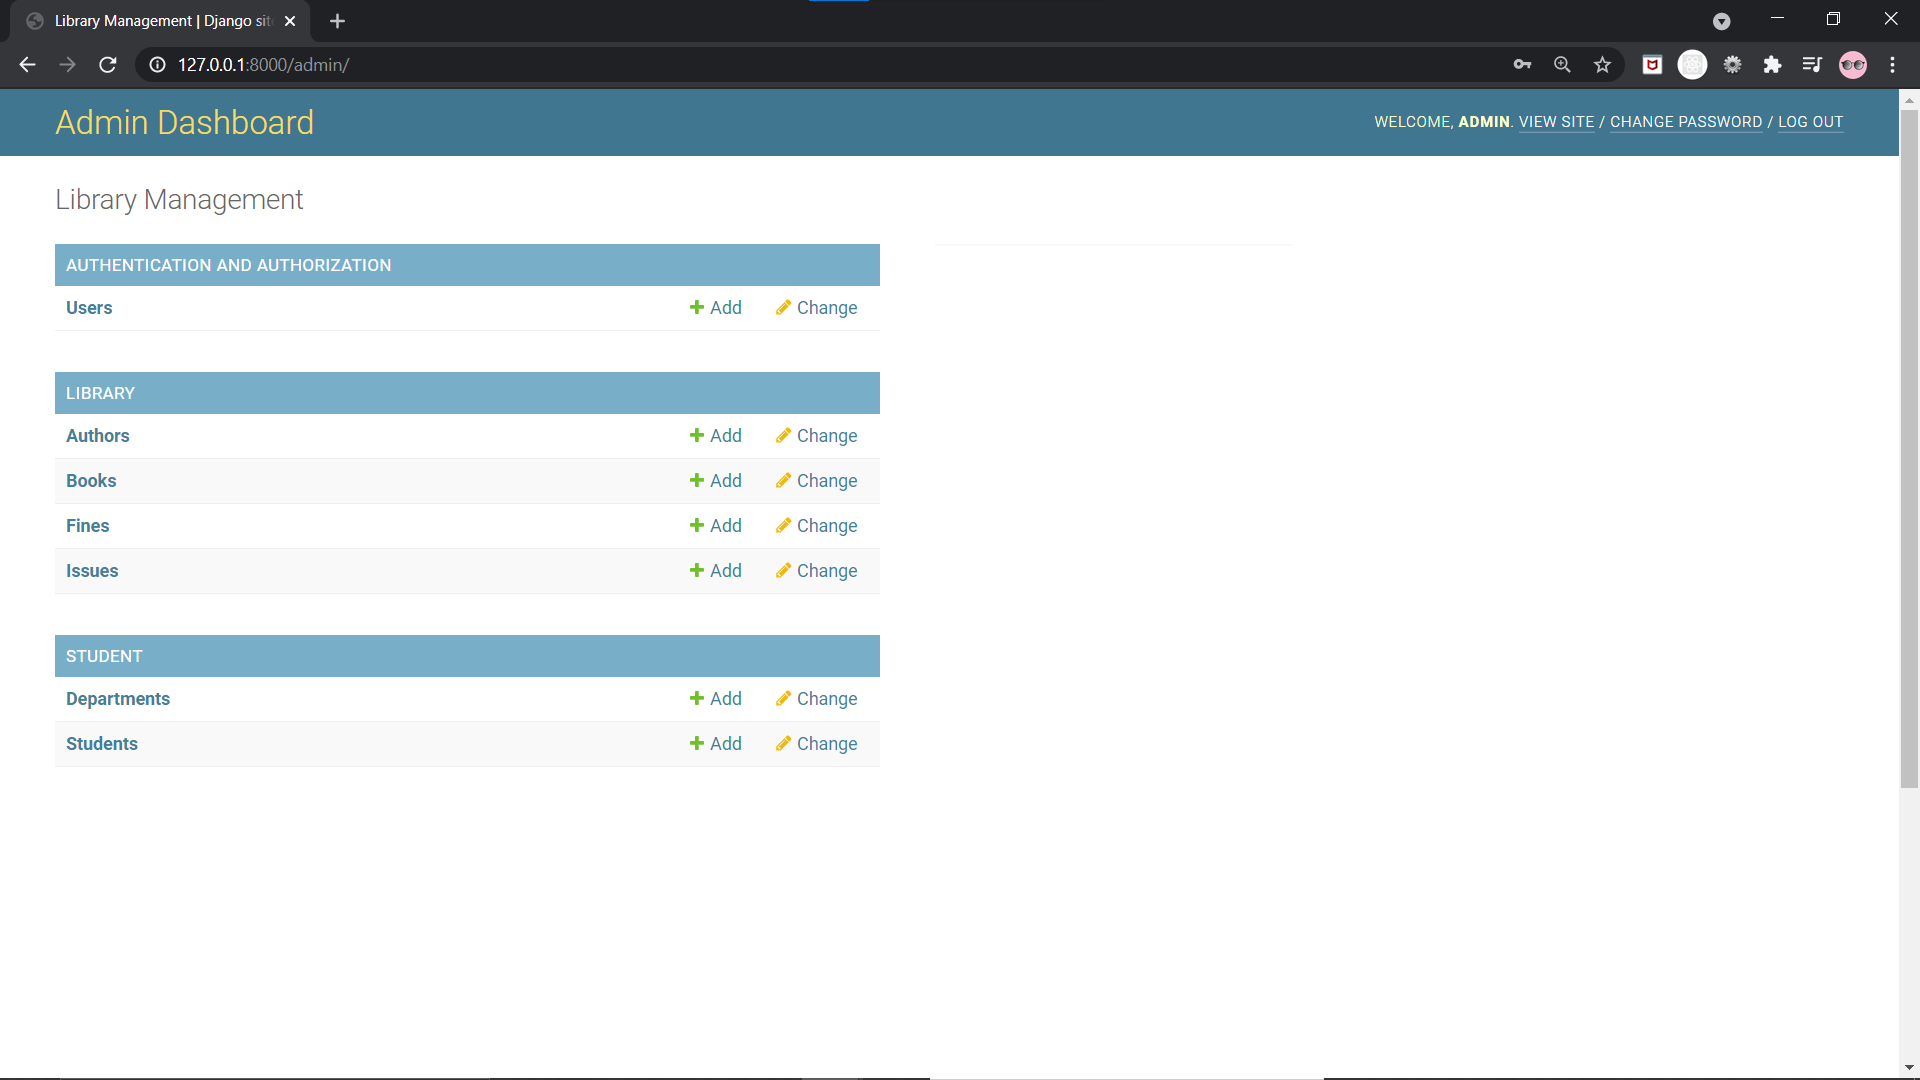 Library Management | Django sit
127.0.0.1:8000/admin/
Admin Dashboard
WELCOME, ADMIN. VIEW SITE / CHANGE PASSWORD / LOG OUT
Library Management
AUTHENTICATION AND AUTHORIZATION
Users Add Change
LIBRARY
Authors Add Change
Books Add Change
Fines Add Change
Issues Add Change
STUDENT
Departments Add Change
Students Add Change